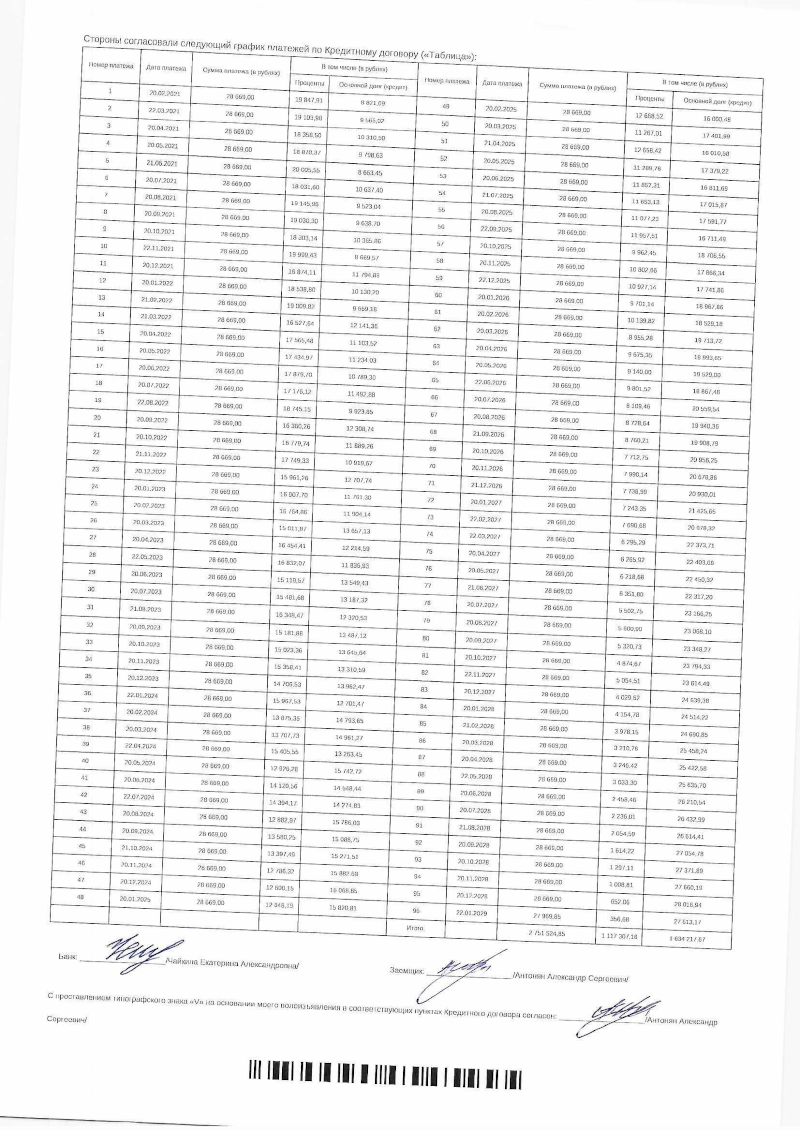 Стороны согласовали следующий график платежей по Кредитному договору («Таблица»):
Номер платежа Дата платежа Сумма платежа (в рублях) В том числе (в рублях) Номер платежа Дата платежа Сумма платежа (в рублях) В том числе (в рублях)
Проценты Основной долг (кредит) Проценты Основной долг (кредит)
1 20.02.2021 28 669,00 19 847,91 8 821,09 49 20.02.2025 28 669,00 12 668,52 16 000,48
2 22.03.2021 28 669,00 19 103,98 9 565,02 50 20.03.2025 28 669,00 11 267,01 17 401,99
3 20.04.2021 28 669,00 18 358,50 10 310,50 51 21.04.2025 28 669,00 12 658,42 16 010,58
4 20.05.2021 28 669,00 18 870,37 9 798,63 52 20.05.2025 28 669,00 11 289,78 17 379,22
5 21.06.2021 28 669,00 20 005,55 8 663,45 53 20.06.2025 28 669,00 11 857,31 16 811,69
6 20.07.2021 28 669,00 18 031,60 10 637,40 54 21.07.2025 28 669,00 11 653,13 17 015,87
7 20.08.2021 28 669,00 19 145,96 9 523,04 55 20.08.2025 28 669,00 11 077,23 17 591,77
8 20.09.2021 28 669,00 19 030,30 9 638,70 56 22.09.2025 28 669,00 11 957,51 16 711,49
9 20.10.2021 28 669,00 18 303,14 10 365,86 57 20.10.2025 28 669,00 9 962,45 18 706,55
10 22.11.2021 28 669,00 19 999,43 8 669,57 58 20.11.2025 28 669,00 10 802,66 17 866,34
11 20.12.2021 28 669,00 16 874,11 11 794,89 59 22.12.2025 28 669,00 10 927,14 17 741,86
12 20.01.2022 28 669,00 18 538,80 10 130,20 60 20.01.2026 28 669,00 9 701,14 18 967,86
13 21.02.2022 28 669,00 19 009,82 9 659,18 61 20.02.2026 28 669,00 10 139,82 18 529,18
14 21.03.2022 28 669,00 16 527,64 12 141,36 62 20.03.2026 28 669,00 8 955,28 19 713,72
15 20.04.2022 28 669,00 17 565,48 11 103,52 63 20.04.2026 28 669,00 9 675,35 18 993,65
16 20.05.2022 28 669,00 17 434,97 11 234,03 64 20.05.2026 28 669,00 9 140,00 19 529,00
17 20.06.2022 28 669,00 17 879,70 10 789,30 65 22.06.2026 28 669,00 9 801,52 18 867,48
18 20.07.2022 28 669,00 17 176,12 11 492,88 66 20.07.2026 28 669,00 8 109,46 20 559,54
19 22.08.2022 28 669,00 18 745,15 9 923,85 67 20.08.2026 28 669,00 8 728,64 19 940,36
20 20.09.2022 28 669,00 16 360,26 12 308,74 68 21.09.2026 28 669,00 8 760,21 19 908,79
21 20.10.2022 28 669,00 16 779,74 11 889,26 69 20.10.2026 28 669,00 7 712,75 20 956,25
22 21.11.2022 28 669,00 17 749,33 10 919,67 70 20.11.2026 28 669,00 7 990,14 20 678,86
23 20.12.2022 28 669,00 15 961,26 12 707,74 71 21.12.2026 28 669,00 7 738,99 20 930,01
24 20.01.2023 28 669,00 16 907,70 11 761,30 72 20.01.2027 28 669,00 7 243,35 21 425,65
25 20.02.2023 28 669,00 16 764,86 11 904,14 73 22.02.2027 28 669,00 7 690,68 20 978,32
26 20.03.2023 28 669,00 15 011,87 13 657,13 74 22.03.2027 28 669,00 6 295,29 22 373,71
27 20.04.2023 28 669,00 16 454,41 12 214,59 75 20.04.2027 28 669,00 6 265,92 22 403,08
28 22.05.2023 28 669,00 16 832,07 11 836,93 76 20.05.2027 28 669,00 6 218,68 22 450,32
29 20.06.2023 28 669,00 15 119,57 13 549,43 77 21.06.2027 28 669,00 6 351,80 22 317,20
30 20.07.2023 28 669,00 15 481,68 13 187,32 78 20.07.2027 28 669,00 5 502,75 23 166,25
31 21.08.2023 28 669,00 16 348,47 12 320,53 79 20.08.2027 28 669,00 5 600,90 23 068,10
32 20.09.2023 28 669,00 15 181,88 13 487,12 80 20.09.2027 28 669,00 5 320,73 23 348,27
33 20.10.2023 28 669,00 15 023,36 13 645,64 81 20.10.2027 28 669,00 4 874,67 23 794,33
34 20.11.2023 28 669,00 15 358,41 13 310,59 82 22.11.2027 28 669,00 5 054,51 23 614,49
35 20.12.2023 28 669,00 14 706,53 13 962,47 83 20.12.2027 28 669,00 4 029,62 24 639,38
36 22.01.2024 28 669,00 15 967,53 12 701,47 84 20.01.2028 28 669,00 4 154,78 24 514,22
37 20.02.2024 28 669,00 13 875,35 14 793,65 85 21.02.2028 28 669,00 3 978,15 24 690,85
38 20.03.2024 28 669,00 13 707,73 14 961,27 86 20.03.2028 28 669,00 3 210,76 25 458,24
39 22.04.2024 28 669,00 15 405,55 13 263,45 87 20.04.2028 28 669,00 3 246,42 25 422,58
40 20.05.2024 28 669,00 12 926,28 15 742,72 88 22.05.2028 28 669,00 3 033,30 25 635,70
41 20.06.2024 28 669,00 14 120,56 14 548,44 89 20.06.2028 28 669,00 2 458,46 26 210,54
42 22.07.2024 28 669,00 14 394,17 14 274,83 90 20.07.2028 28 669,00 2 236,01 26 432,99
43 20.08.2024 28 669,00 12 882,97 15 786,03 91 21.08.2028 28 669,00 2 054,59 26 614,41
44 20.09.2024 28 669,00 13 580,25 15 088,75 92 20.09.2028 28 669,00 1 614,22 27 054,78
45 21.10.2024 28 669,00 13 397,49 15 271,51 93 20.10.2028 28 669,00 1 297,11 27 371,89
46 20.11.2024 28 669,00 12 786,32 15 882,68 94 20.11.2028 28 669,00 1 008,81 27 660,19
47 20.12.2024 28 669,00 12 600,15 16 068,85 95 20.12.2028 28 669,00 652,06 28 016,94
48 20.01.2025 28 669,00 12 848,19 15 820,81 96 22.01.2029 27 969,85 356,68 27 613,17
Итого 2 751 524,85 1 117 307,18 1 634 217,67
Банк: /Чайкина Екатерина Александровна/ Заемщик: /Антонян Александр Сергеевич/
С проставлением типографского знака «V» на основании моего волеизъявления в соответствующих пунктах Кредитного договора согласен: /Антонян Александр
Сергеевич/